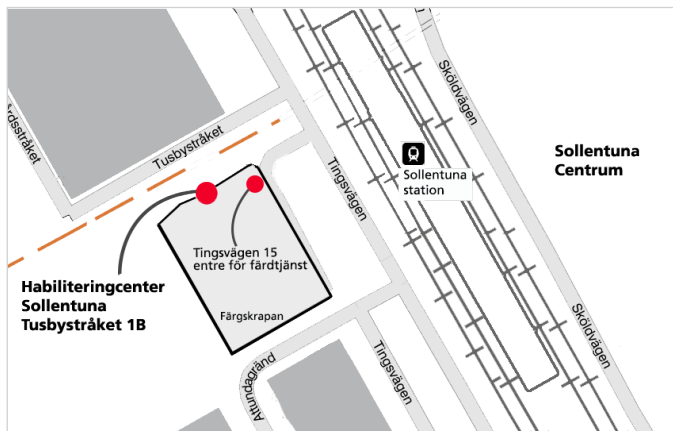 Sköldvägen
årdsstråket
Tusbystråket
Tingsvägen
Sollentuna
station
Sollentuna
Centrum
Tingsvägen 15
entre för färdtjänst
Habiliteringcenter
Sollentuna
Tusbystråket 1B
Färgskrapan
Attundagränd
Tingsvägen
Sköldvägen